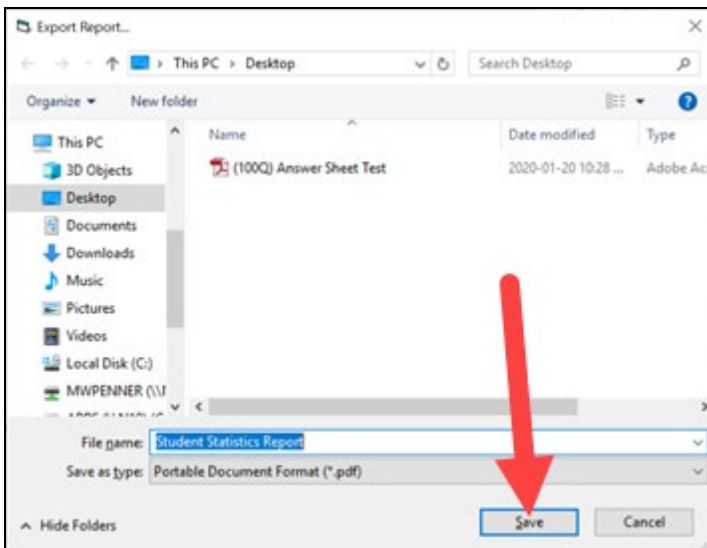 Export Report...
This PC > Desktop
Search Desktop
Organize
New folder
Name
Date modified
Type
This PC
3D Objects
Desktop
Documents
Downloads
Music
Pictures
Videos
Local Disk (C:)
MWPENNER (\\
(100Q) Answer Sheet Test
2020-01-20 10:28 ...
Adobe Ac
File name: Student Statistics Report
Save as type: Portable Document Format (*.pdf)
Hide Folders
Save
Cancel